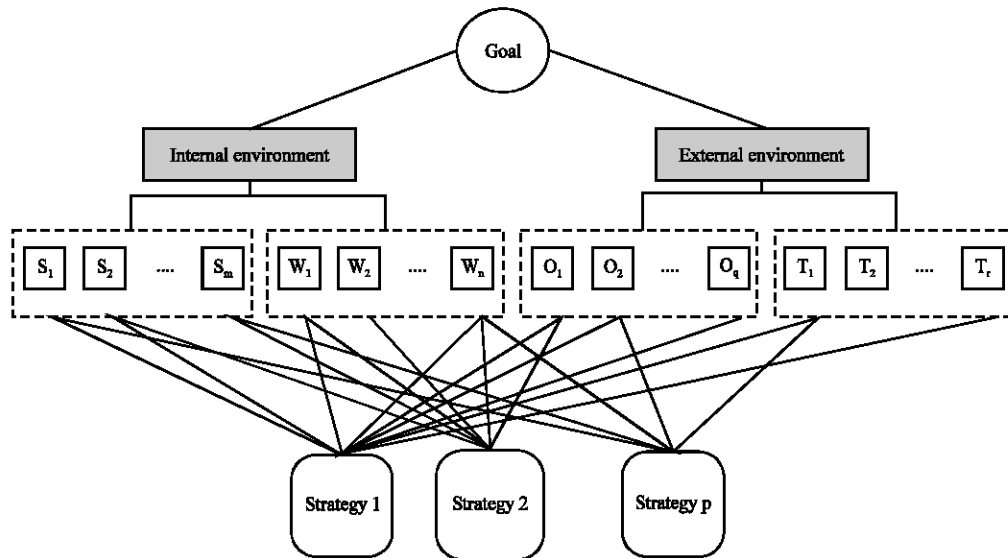 Goal
Internal environment
External environment
S₁ S₂ .... Sₘ W₁ W₂ .... Wₙ O₁ O₂ .... O_q T₁ T₂ .... Tᵣ
Strategy 1
Strategy 2
Strategy p